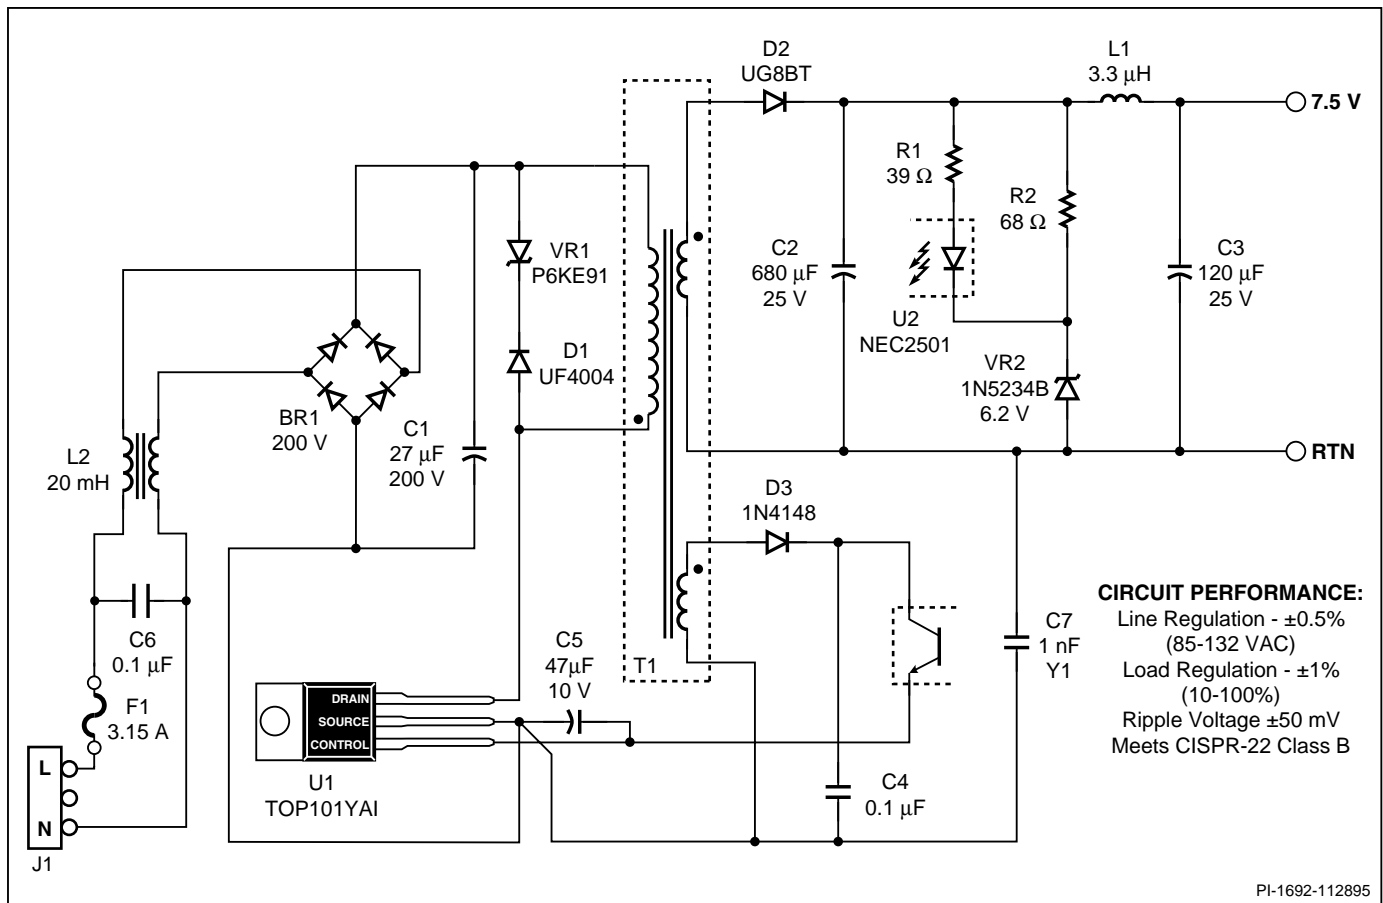 D2
UG8BT
L1
3.3 µH
7.5 V
R1
39 Ω
R2
68 Ω
VR1
P6KE91
C2
680 µF
25 V
C3
120 µF
25 V
U2
NEC2501
D1
UF4004
VR2
1N5234B
6.2 V
BR1
200 V
C1
27 µF
200 V
L2
20 mH
RTN
D3
1N4148
CIRCUIT PERFORMANCE:
Line Regulation - ±0.5%
(85-132 VAC)
Load Regulation - ±1%
(10-100%)
Ripple Voltage ±50 mV
Meets CISPR-22 Class B
C7
1 nF
Y1
C6
0.1 µF
C5
47µF
10 V
T1
F1
3.15 A
DRAIN
SOURCE
CONTROL
L
N
J1
U1
TOP101YAI
C4
0.1 µF
PI-1692-112895